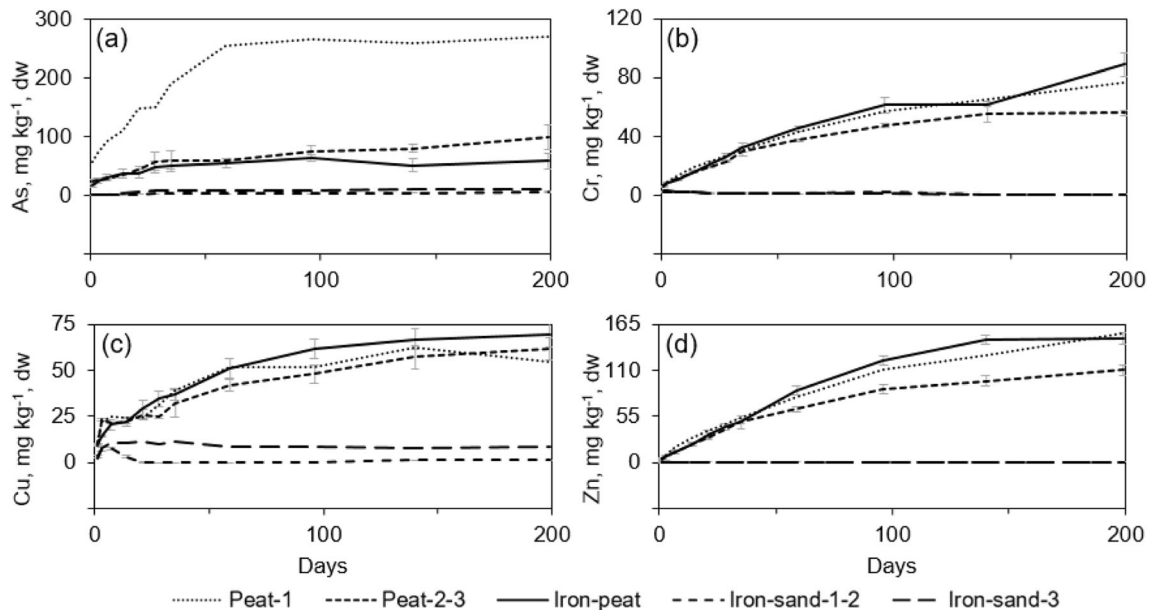 300
(a)
200
100
0
As, mg kg⁻¹, dw
0
100
200
120
(b)
80
40
0
Cr, mg kg⁻¹, dw
0
100
200
75
(c)
50
25
0
Cu, mg kg⁻¹, dw
0
100
200
Days
165
(d)
110
55
0
Zn, mg kg⁻¹, dw
0
100
200
Days
Peat-1 Peat-2-3 Iron-peat Iron-sand-1-2 Iron-sand-3